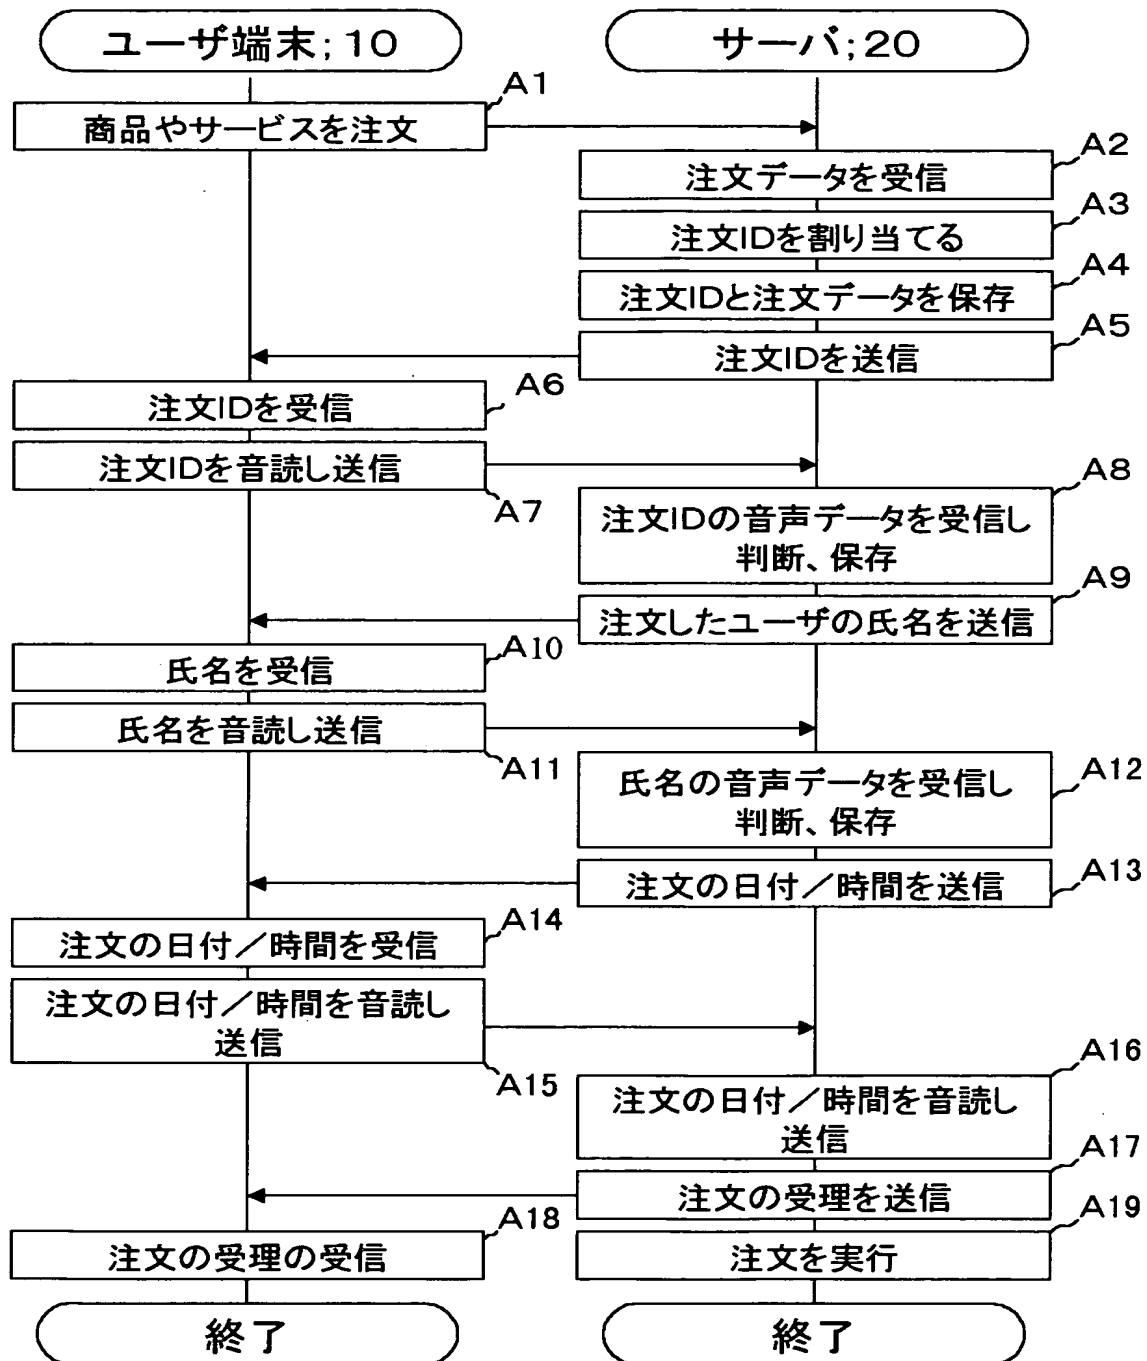 ユーザ端末;10
サーバ;20
A1
商品やサービスを注文
A2
注文データを受信
A3
注文IDを割り当てる
A4
注文IDと注文データを保存
A5
注文IDを送信
A6
注文IDを受信
注文IDを音読し送信
A7
A8
注文IDの音声データを受信し
判断、保存
A9
注文したユーザの氏名を送信
A10
氏名を受信
氏名を音読し送信
A11
A12
氏名の音声データを受信し
判断、保存
A13
注文の日付/時間を送信
A14
注文の日付/時間を受信
注文の日付/時間を音読し
送信
A15
A16
注文の日付/時間を音読し
送信
A17
注文の受理を送信
A18
注文の受理の受信
A19
注文を実行
終了
終了